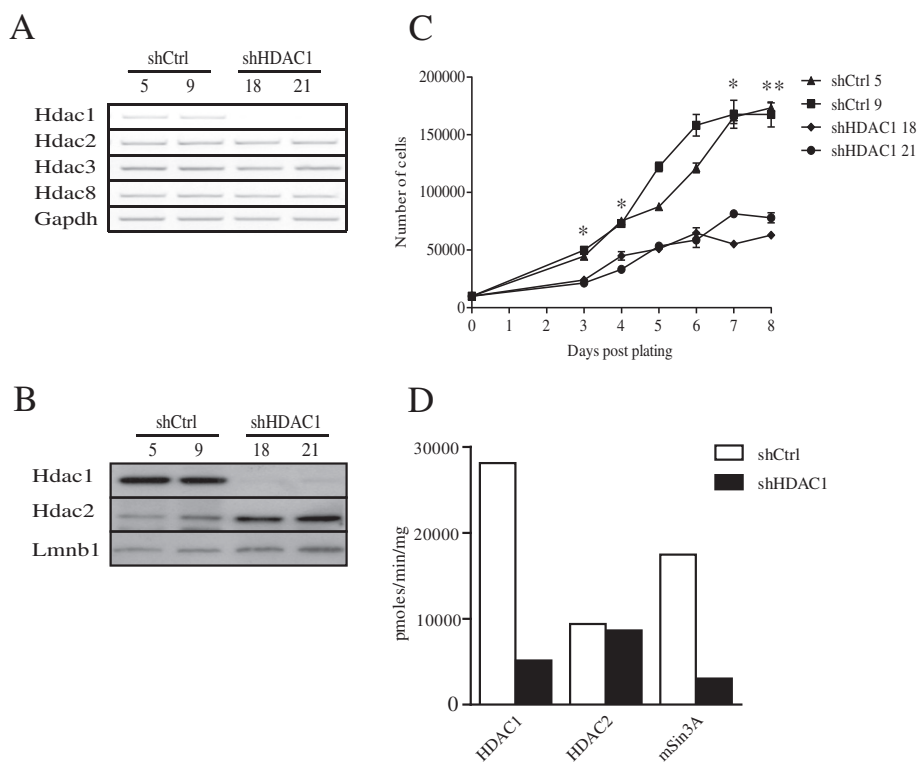 A
shCtrl shHDAC1
5 9 18 21
Hdac1
Hdac2
Hdac3
Hdac8
Gapdh
B
shCtrl shHDAC1
5 9 18 21
Hdac1
Hdac2
Lmnb1
C
200000
150000
100000
50000
0
Number of cells
0 1 2 3 4 5 6 7 8
Days post plating
* * * **
shCtrl 5
shCtrl 9
shHDAC1 18
shHDAC1 21
D
30000
20000
10000
0
pmoles/min/mg
HDAC1
HDAC2
mSin3A
shCtrl
shHDAC1